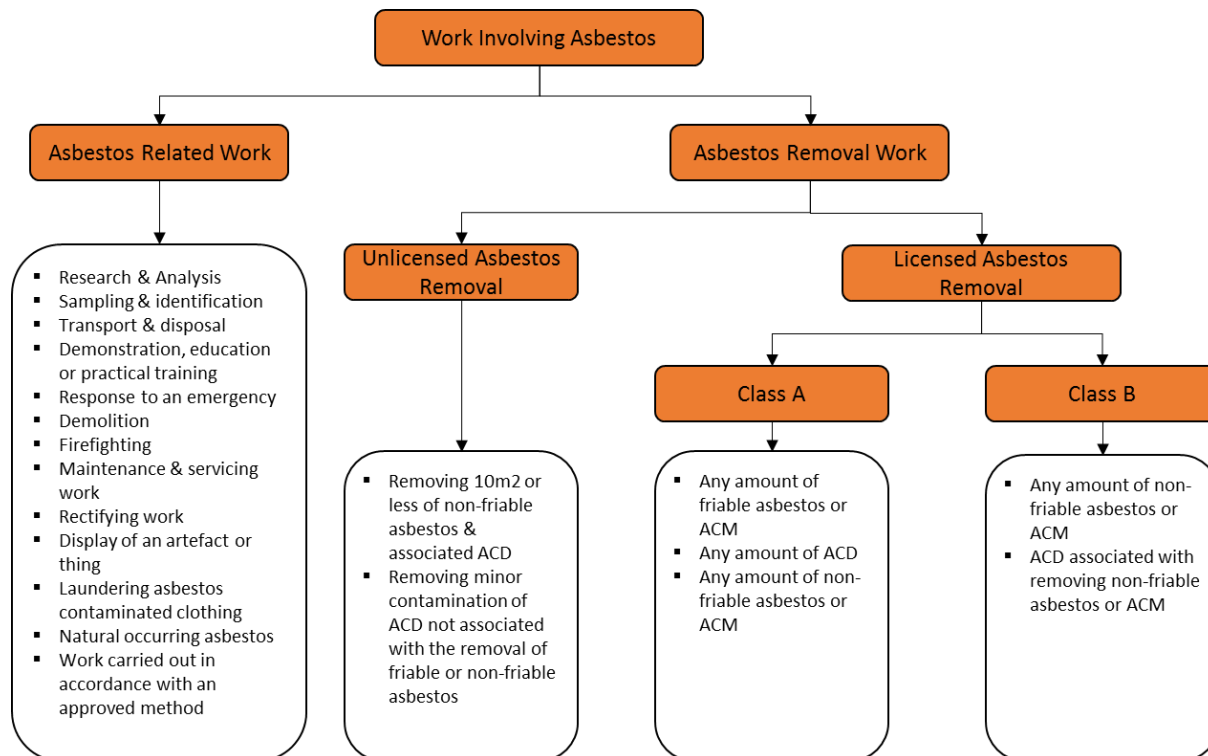 Work Involving Asbestos
Asbestos Related Work
Asbestos Removal Work
▪ Research & Analysis
▪ Sampling & identification
▪ Transport & disposal
▪ Demonstration, education
or practical training
▪ Response to an emergency
▪ Demolition
▪ Firefighting
▪ Maintenance & servicing
work
▪ Rectifying work
▪ Display of an artefact or
thing
▪ Laundering asbestos
contaminated clothing
▪ Natural occurring asbestos
▪ Work carried out in
accordance with an
approved method
Unlicensed Asbestos
Removal
▪ Removing 10m2 or
less of non-friable
asbestos &
associated ACD
▪ Removing minor
contamination of
ACD not associated
with the removal of
friable or non-friable
asbestos
Licensed Asbestos
Removal
Class A
▪ Any amount of
friable asbestos or
ACM
▪ Any amount of ACD
▪ Any amount of non-
friable asbestos or
ACM
Class B
▪ Any amount of non-
friable asbestos or
ACM
▪ ACD associated with
removing non-friable
asbestos or ACM